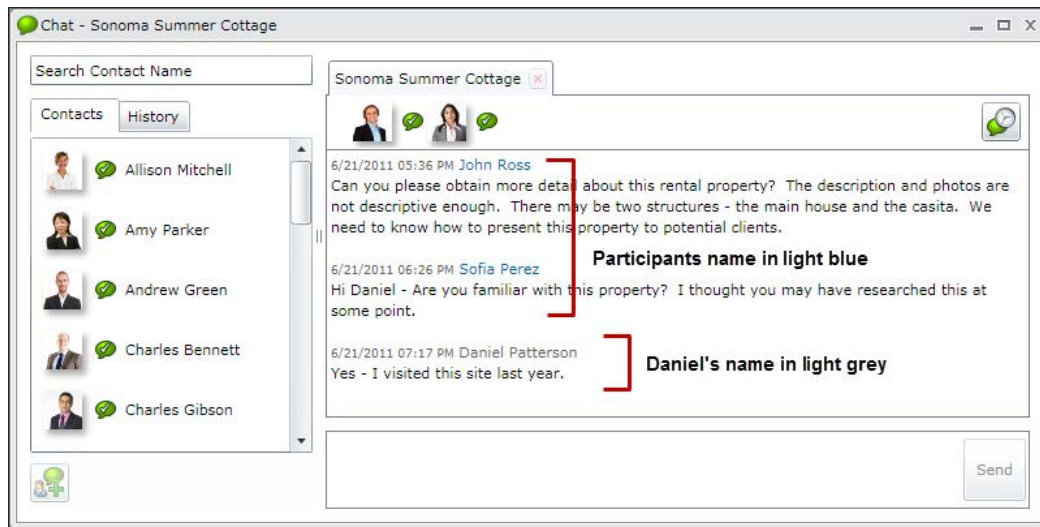 Chat - Sonoma Summer Cottage
Search Contact Name
Contacts
History
Allison Mitchell
Amy Parker
Andrew Green
Charles Bennett
Charles Gibson
Sonoma Summer Cottage
6/21/2011 05:36 PM John Ross
Can you please obtain more detail about this rental property? The description and photos are
not descriptive enough. There may be two structures - the main house and the casita. We
need to know how to present this property to potential clients.
Participants name in light blue
6/21/2011 06:26 PM Sofia Perez
Hi Daniel - Are you familiar with this property? I thought you may have researched this at
some point.
6/21/2011 07:17 PM Daniel Patterson
Yes - I visited this site last year.
Daniel's name in light grey
Send